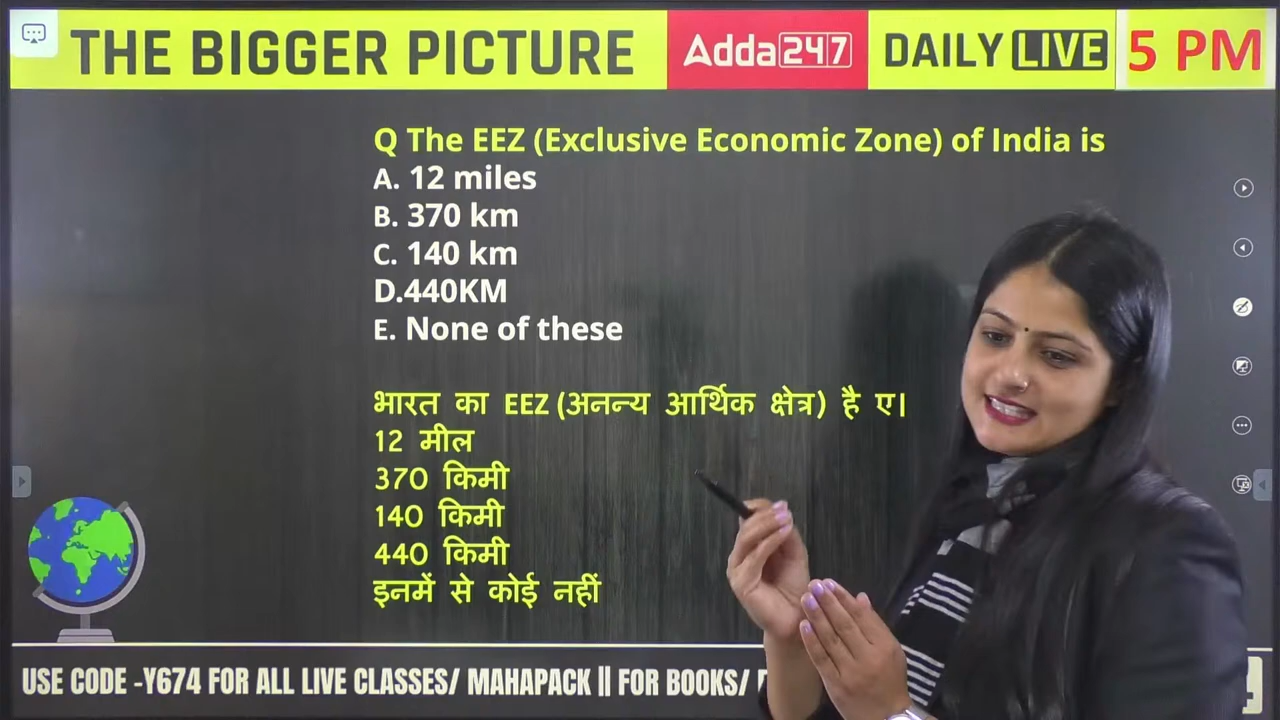 THE BIGGER PICTURE
Adda247
DAILY LIVE
5 PM
Q The EEZ (Exclusive Economic Zone) of India is
A. 12 miles
B. 370 km
C. 140 km
D.440KM
E. None of these
भारत का EEZ (अनन्य आर्थिक क्षेत्र) है ए।
12 मील
370 किमी
140 किमी
440 किमी
इनमें से कोई नहीं
USE CODE -Y674 FOR ALL LIVE CLASSES/ MAHAPACK || FOR BOOKS/